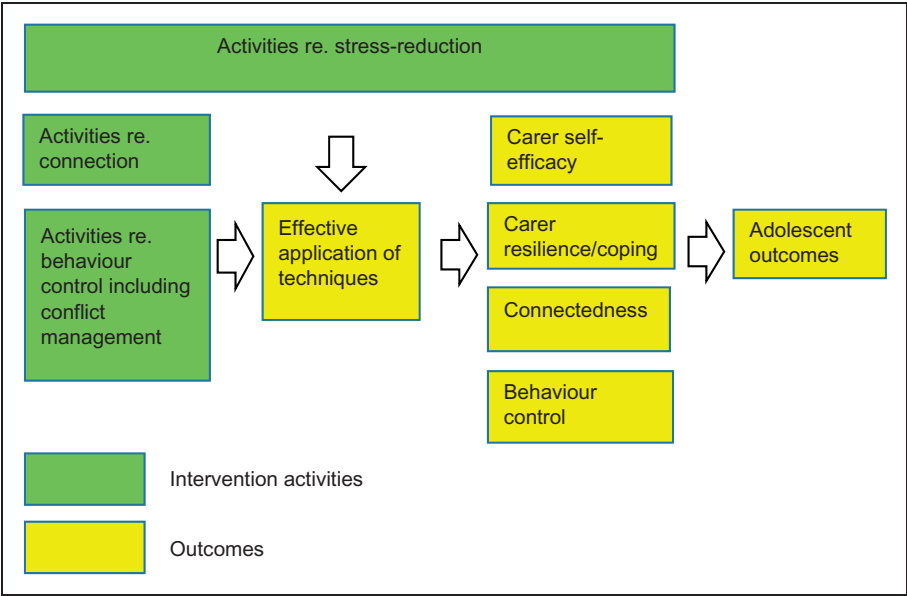 Activities re. stress-reduction
Activities re.
connection
Activities re.
behaviour
control including
conflict
management
Effective
application of
techniques
Carer self-
efficacy
Carer
resilience/coping
Connectedness
Behaviour
control
Adolescent
outcomes
Intervention activities
Outcomes